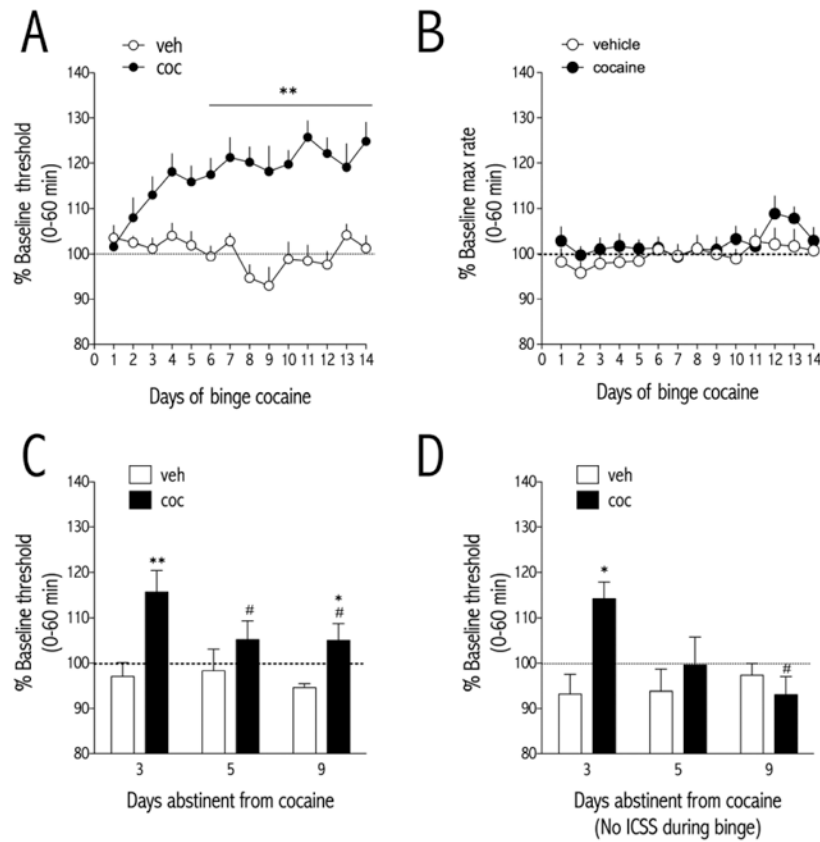 A
veh
coc
**
% Baseline threshold
(0-60 min)
140
130
120
110
100
90
80
0 1 2 3 4 5 6 7 8 9 10 11 12 13 14
Days of binge cocaine
B
vehicle
cocaine
% Baseline max rate
(0-60 min)
140
130
120
110
100
90
80
0 1 2 3 4 5 6 7 8 9 10 11 12 13 14
Days of binge cocaine
C
veh
coc
% Baseline threshold
(0-60 min)
140
130
120
110
100
90
80
**
#
*
#
3 5 9
Days abstinent from cocaine
D
veh
coc
% Baseline threshold
(0-60 min)
140
130
120
110
100
90
80
*
#
3 5 9
Days abstinent from cocaine
(No ICSS during binge)